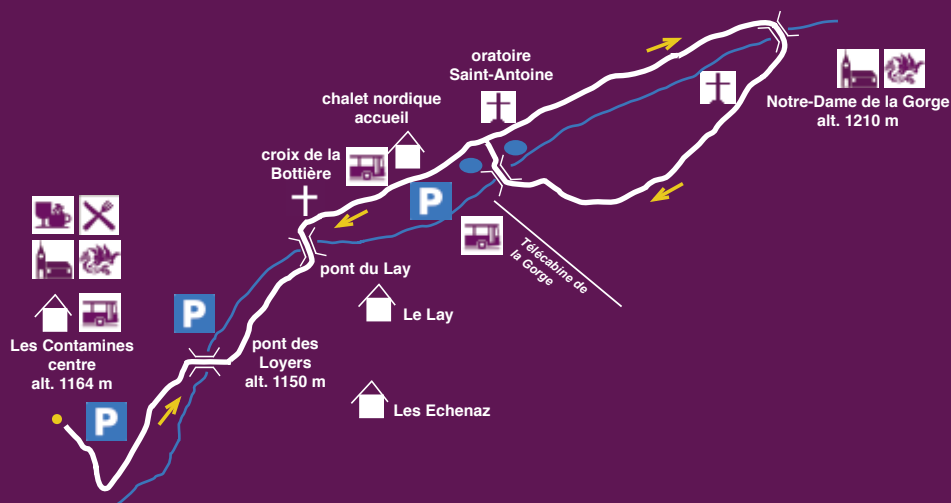 oratoire
Saint-Antoine
chalet nordique
accueil
Notre-Dame de la Gorge
alt. 1210 m
croix de la
Bottière
P
Télécabine de
la Gorge
pont du Lay
P
Le Lay
Les Contamines
centre
alt. 1164 m
pont des
Loyers
alt. 1150 m
P
Les Echenaz